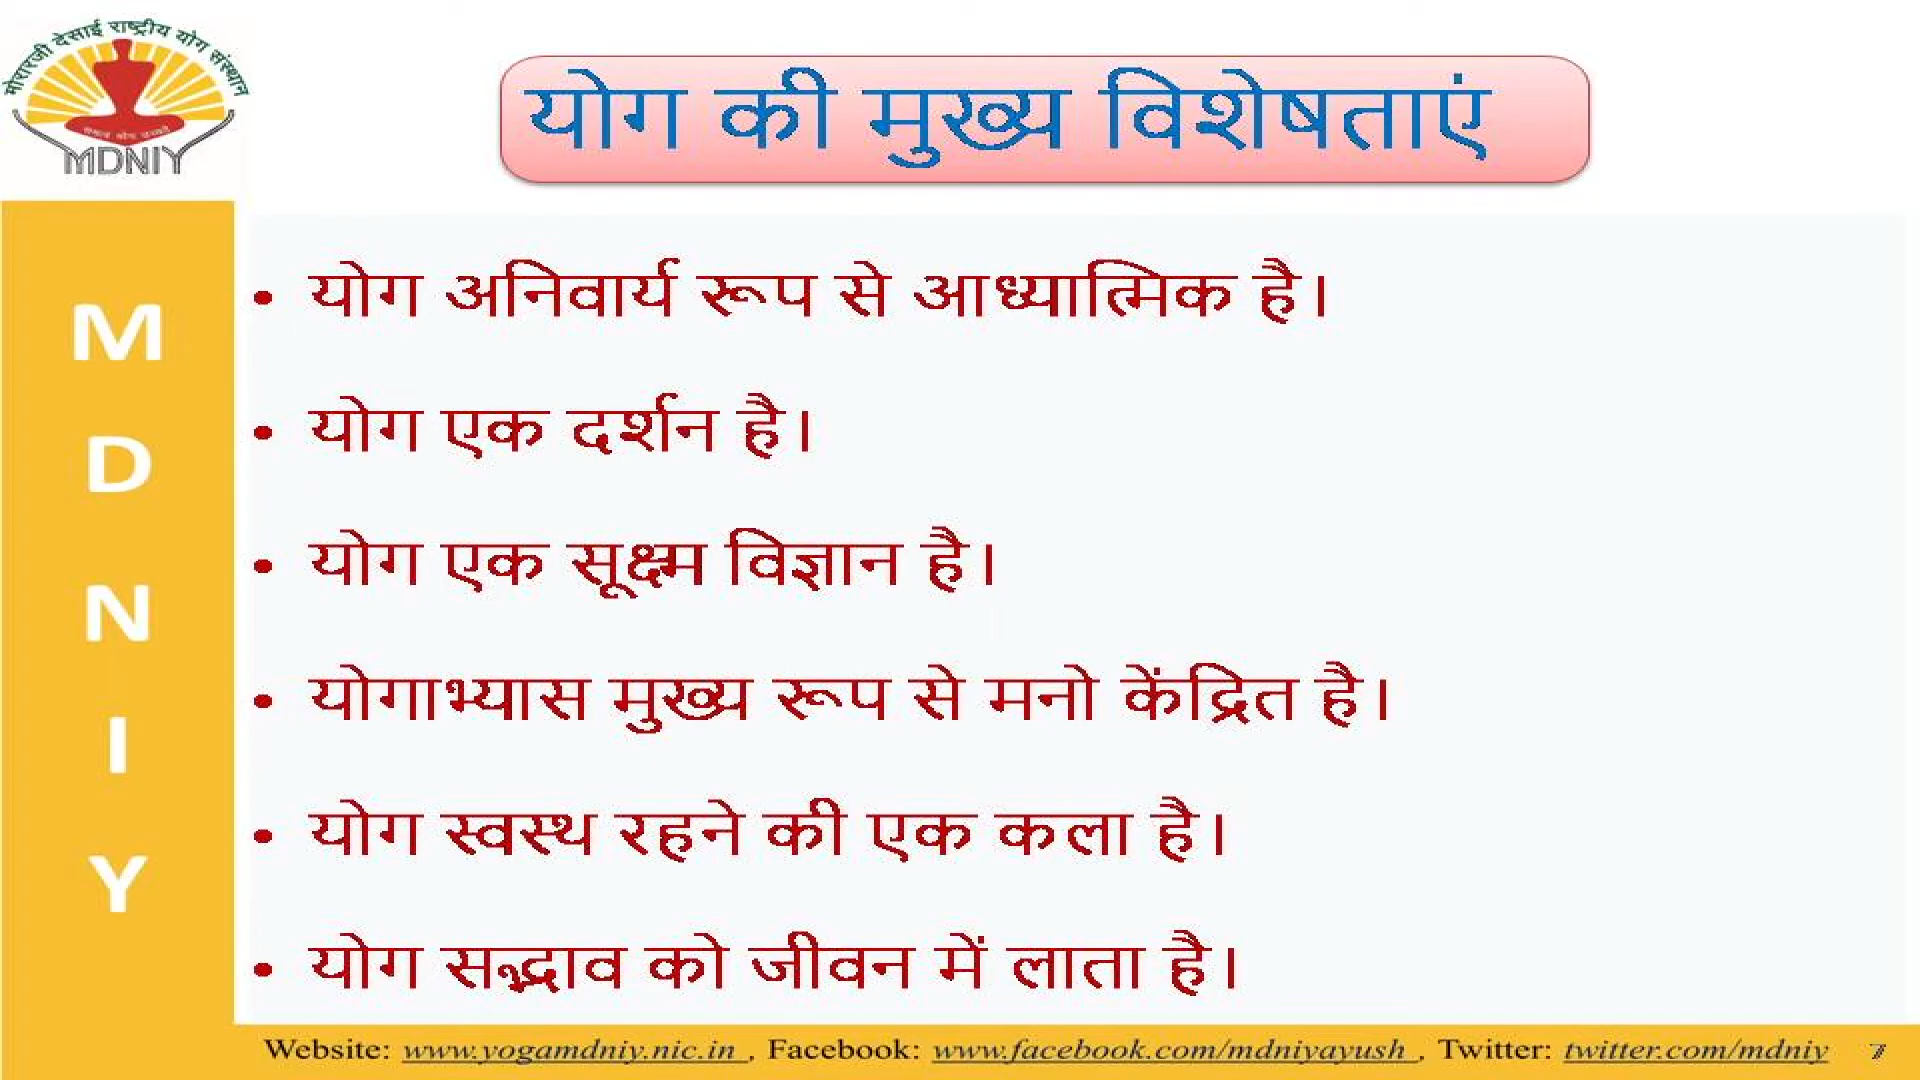 मोरारजी देसाई राष्ट्रीय योग संस्थान
MDNIY
योग की मुख्य विशेषताएं
M
D
N
I
Y
• योग अनिवार्य रूप से आध्यात्मिक है।
• योग एक दर्शन है।
• योग एक सूक्ष्म विज्ञान है।
• योगाभ्यास मुख्य रूप से मनो केंद्रित है।
• योग स्वस्थ रहने की एक कला है।
• योग सद्भाव को जीवन में लाता है।
Website: www.yogamdniy.nic.in , Facebook: www.facebook.com/mdniyayush , Twitter: twitter.com/mdniy 7